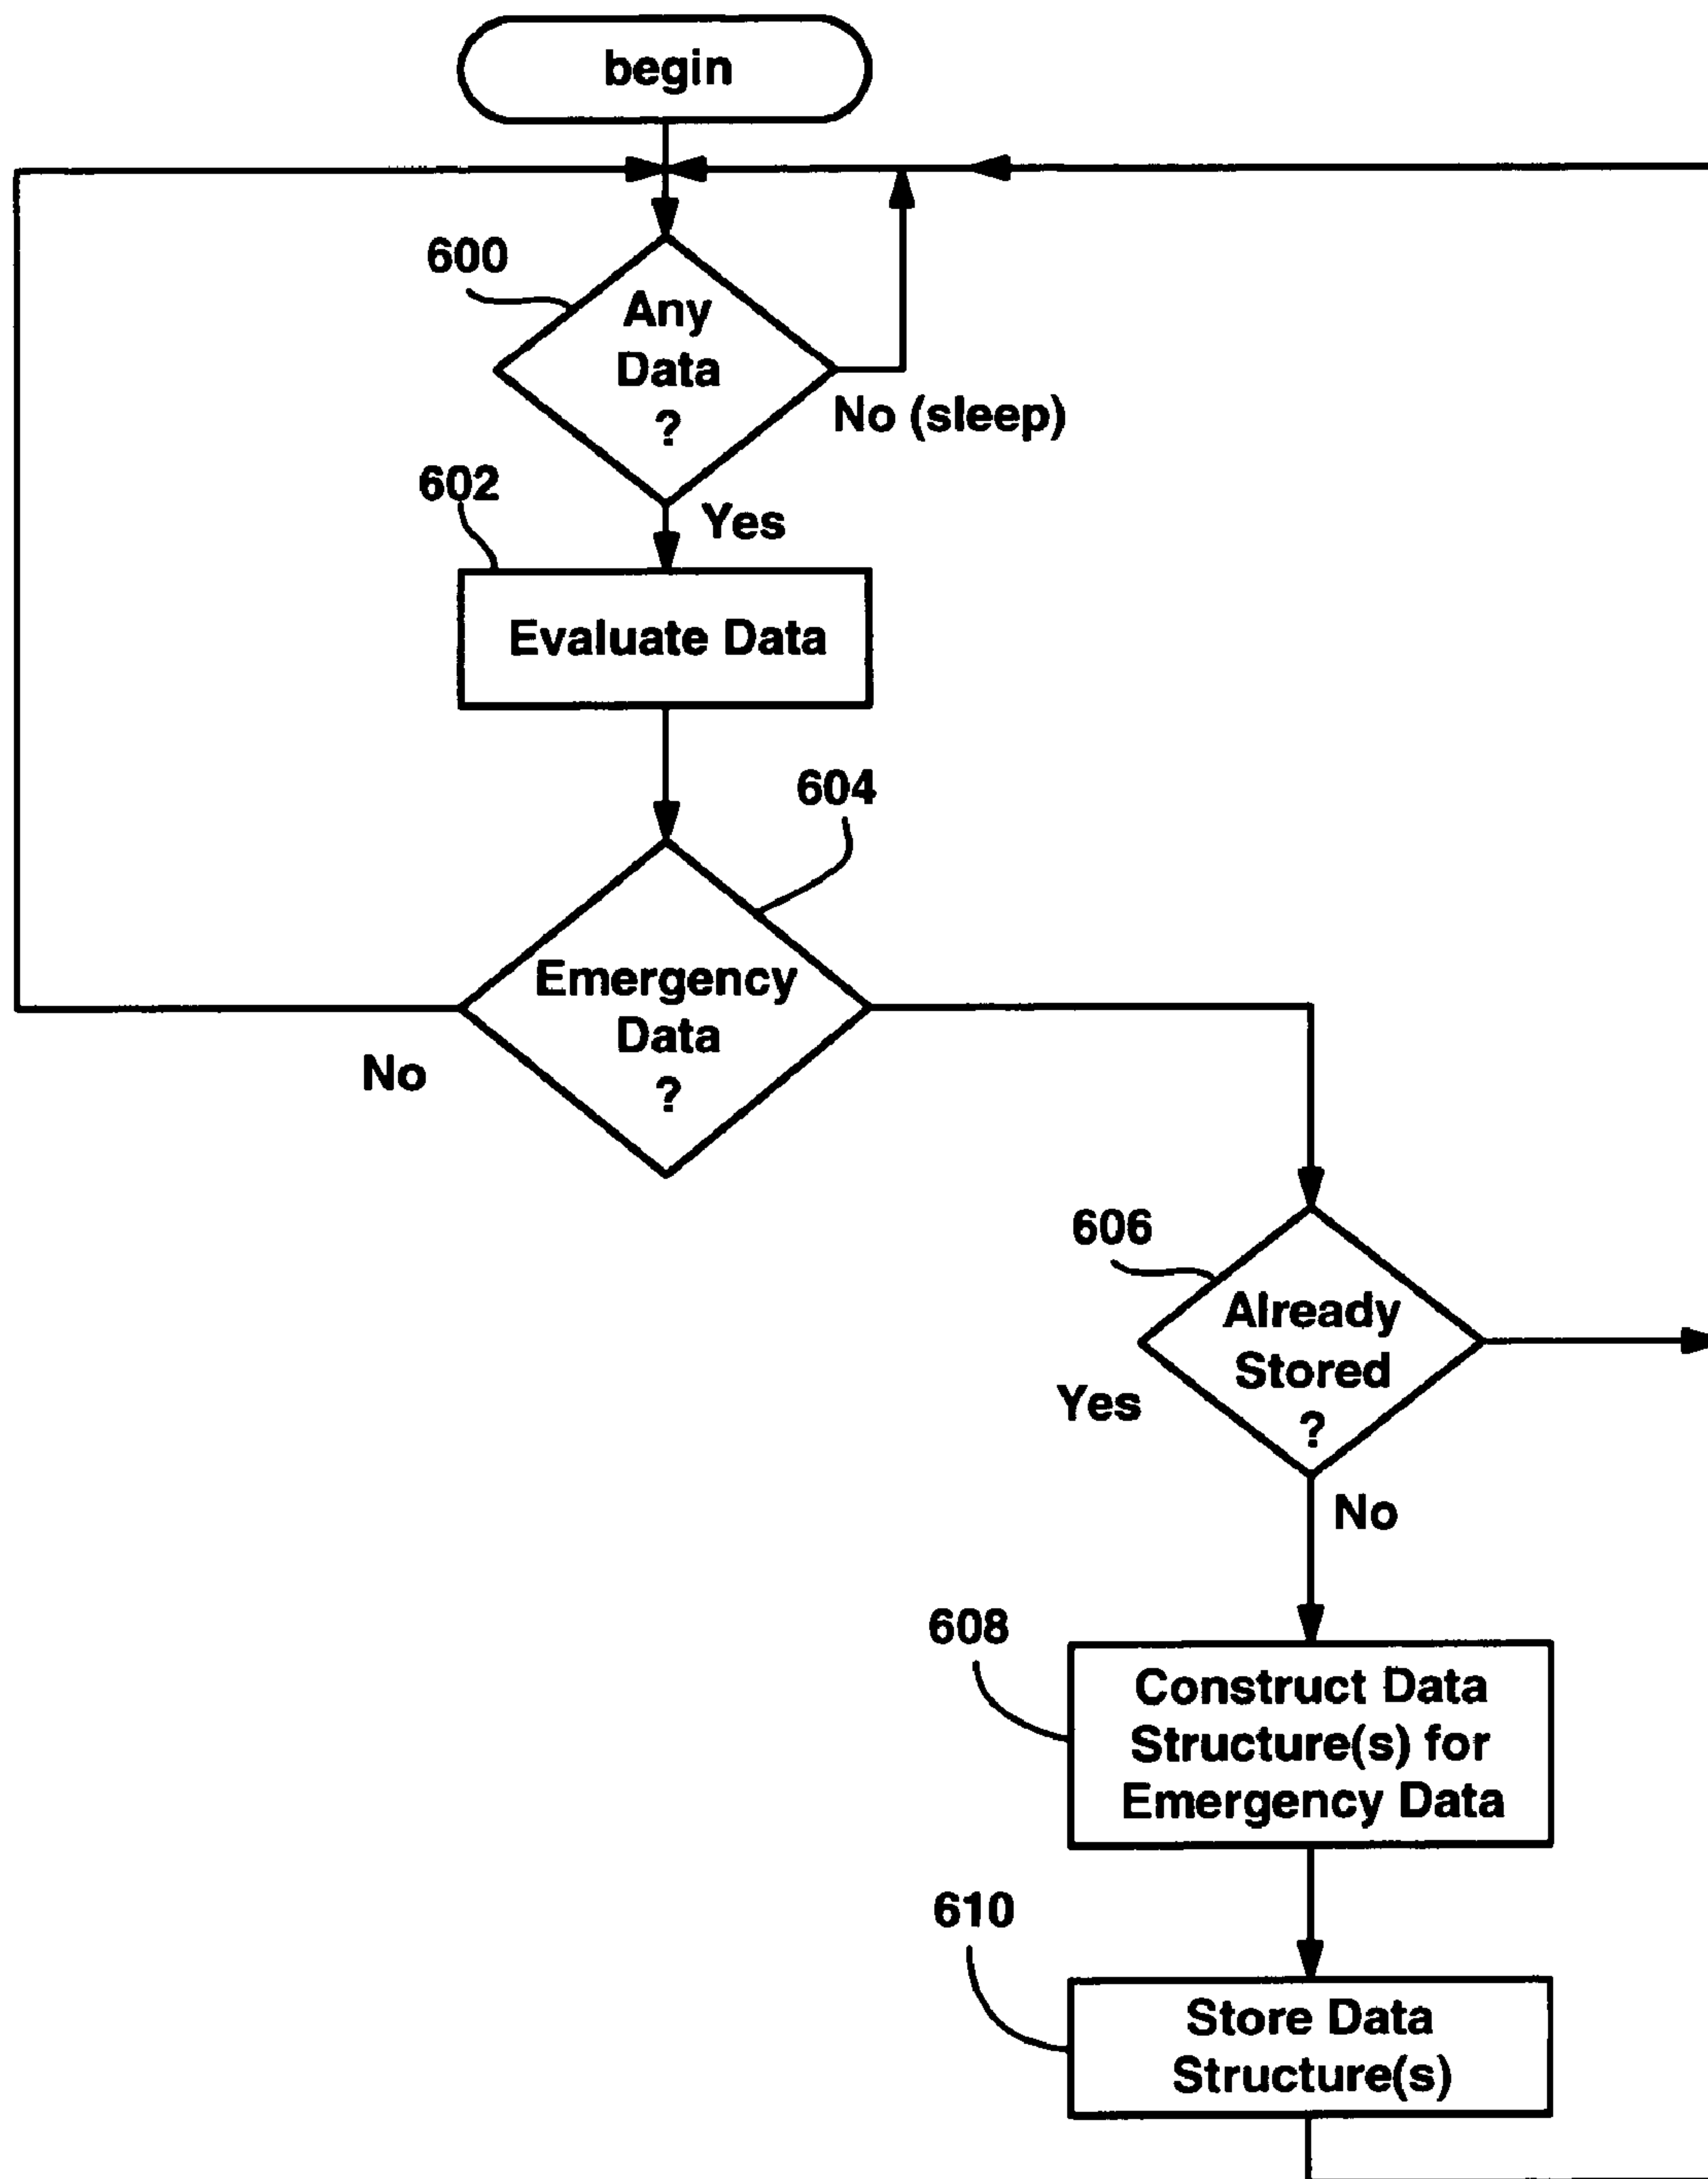 begin
600
Any
Data
?
No (sleep)
602
Yes
Evaluate Data
604
Emergency
Data
?
No
606
Already
Stored
?
Yes
No
608
Construct Data
Structure(s) for
Emergency Data
610
Store Data
Structure(s)